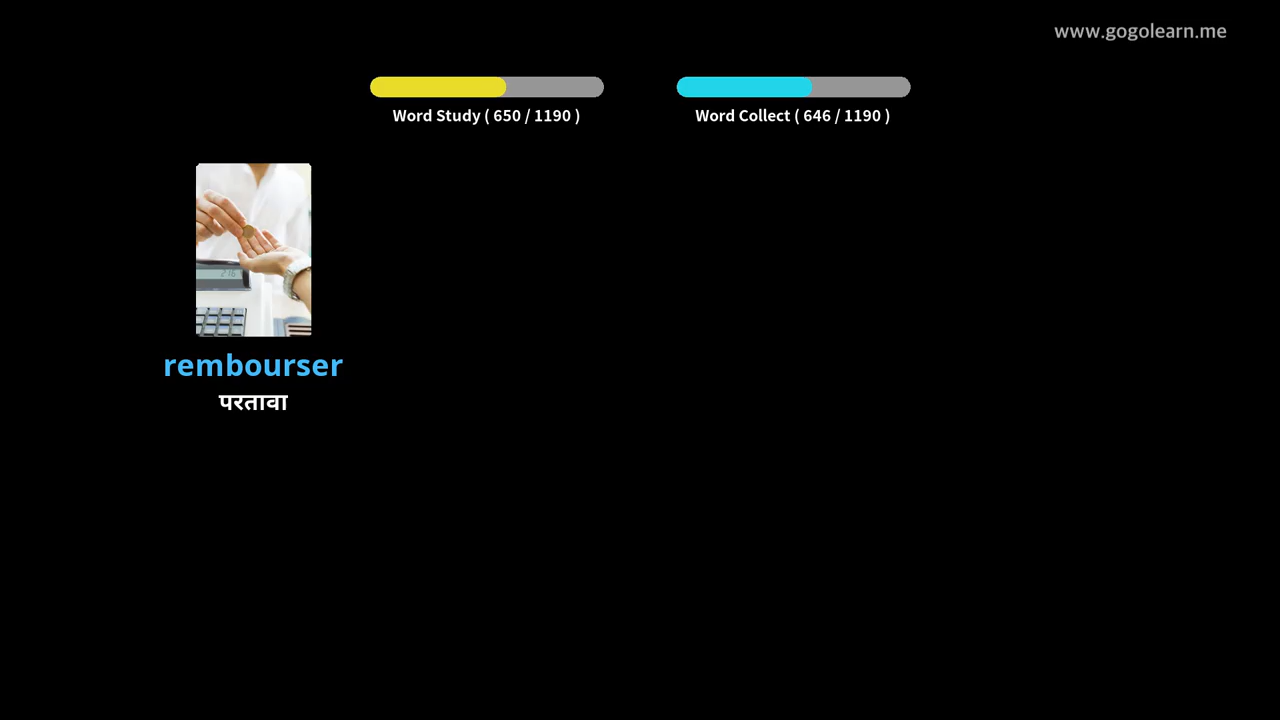 www.gogolearn.me
Word Study ( 650 / 1190 )
Word Collect ( 646 / 1190 )
rembourser
परतावा